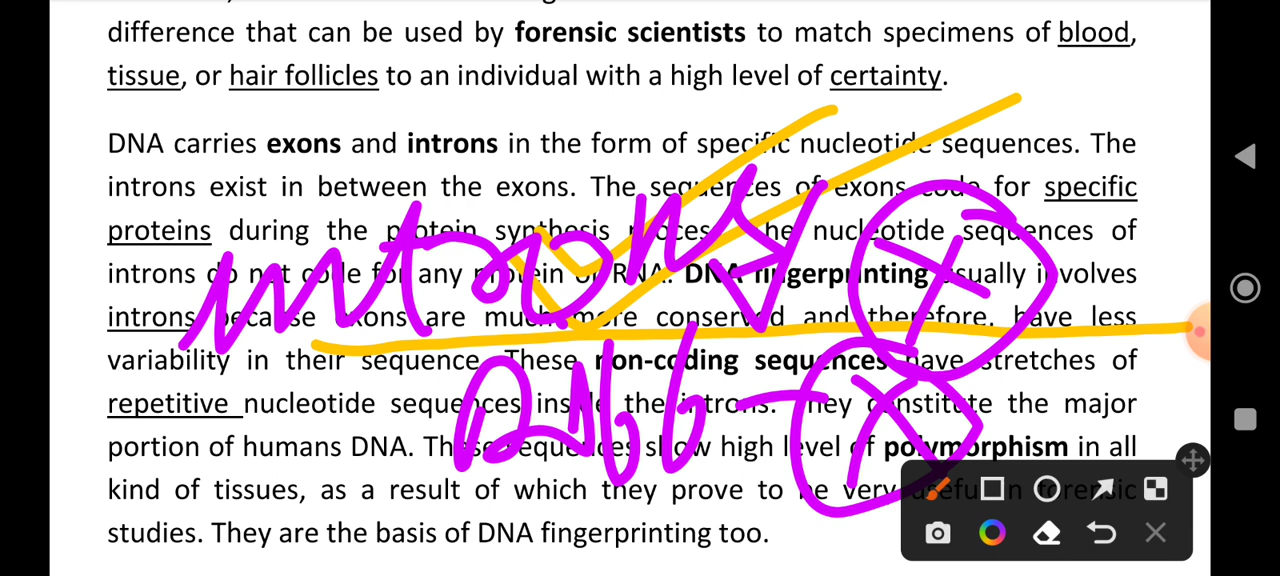 difference that can be used by forensic scientists to match specimens of blood,
tissue, or hair follicles to an individual with a high level of certainty.
DNA carries exons and introns in the form of specific nucleotide sequences. The
introns exist in between the exons. The sequences of exons code for specific
proteins during the protein synthesis process. The nucleotide sequences of
introns do not code for any protein or RNA. DNA fingerprinting usually involves
introns because exons are much more conserved and therefore, have less
variability in their sequence. These non-coding sequences have stretches of
repetitive nucleotide sequences inside the introns. They constitute the major
portion of humans DNA. These sequences show high level of polymorphism in all
kind of tissues, as a result of which they prove to be very useful in forensic
studies. They are the basis of DNA fingerprinting too.
introns